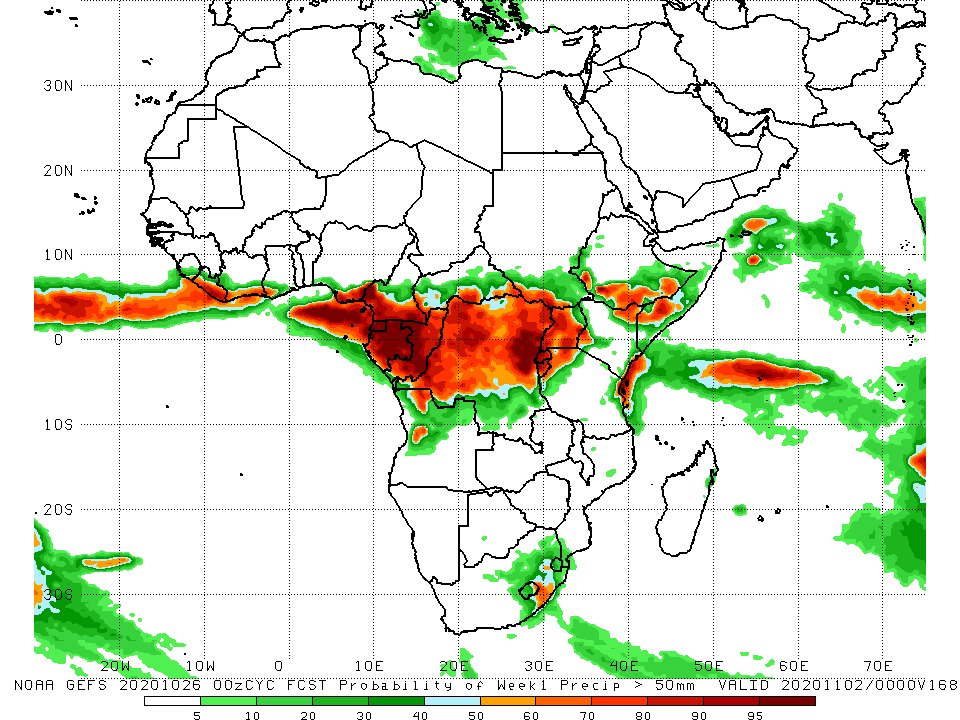 30N
20N
10N
0
10S
20S
30S
20W 10W 0 10E 20E 30E 40E 50E 60E 70E
NOAA GEFS 20201026 00zCYC FCST Probability of Week1 Precip > 50mm VALID 20201102/0000V168
5 10 20 30 40 50 60 70 80 90 95